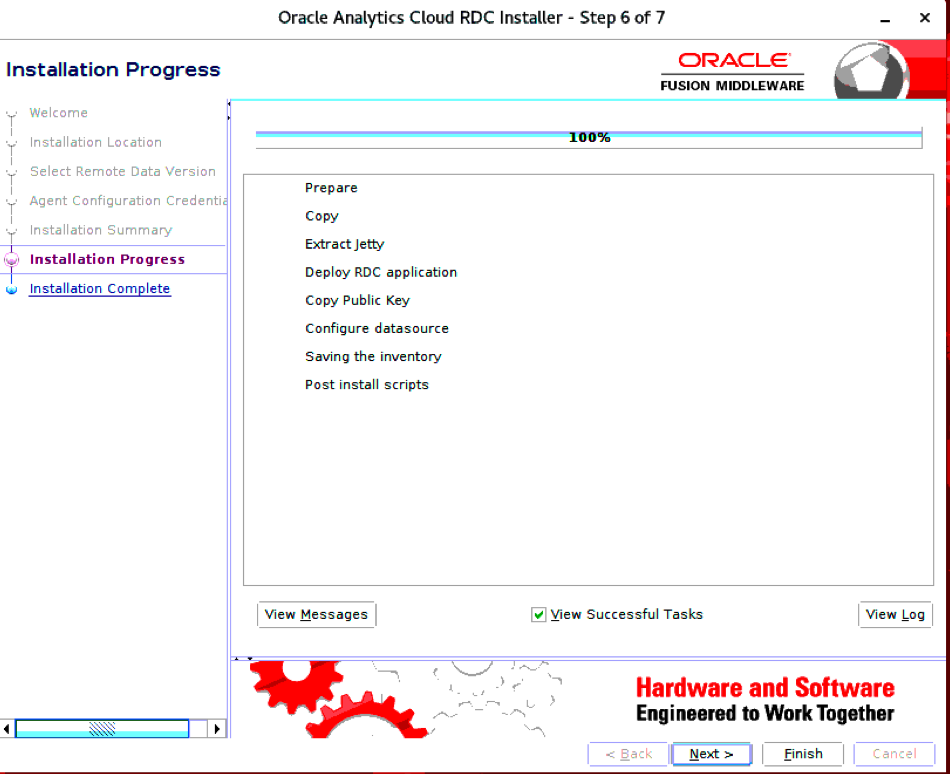 Oracle Analytics Cloud RDC Installer - Step 6 of 7
Installation Progress
ORACLE
FUSION MIDDLEWARE
Welcome
Installation Location
Select Remote Data Version
Agent Configuration Credentia
Installation Summary
Installation Progress
Installation Complete
100%
Prepare
Copy
Extract Jetty
Deploy RDC application
Copy Public Key
Configure datasource
Saving the inventory
Post install scripts
View Messages
View Successful Tasks
View Log
Hardware and Software
Engineered to Work Together
< Back
Next >
Finish
Cancel